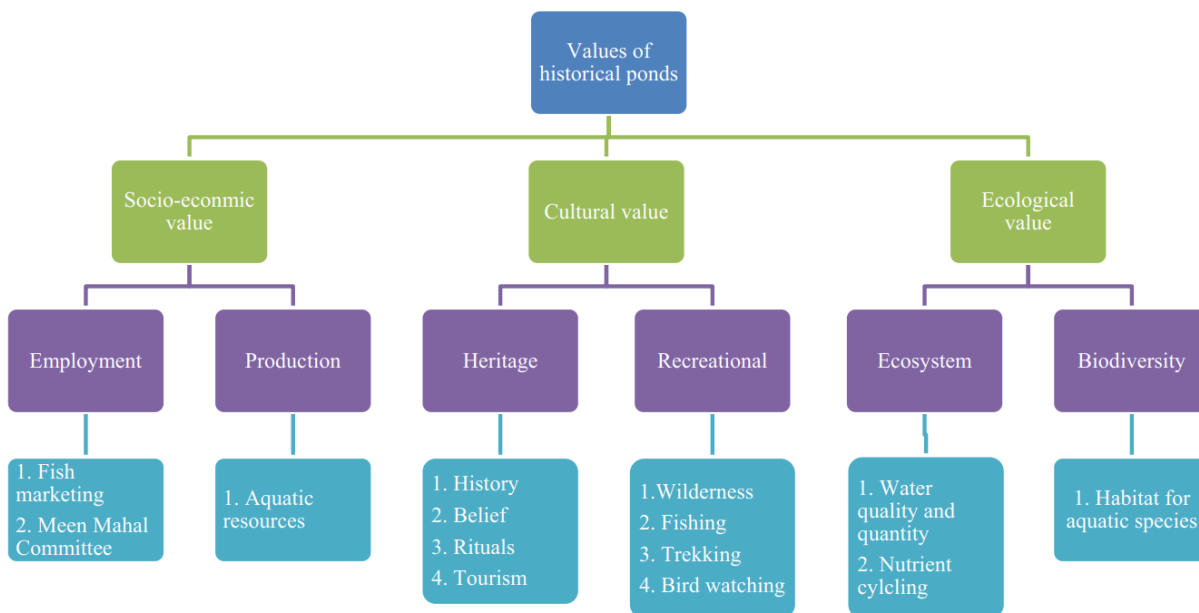 Values of
historical ponds
Socio-econmic
value
Cultural value
Ecological
value
Employment
Production
Heritage
Recreational
Ecosystem
Biodiversity
1. Fish
marketing
2. Meen Mahal
Committee
1. Aquatic
resources
1. History
2. Belief
3. Rituals
4. Tourism
1.Wilderness
2. Fishing
3. Trekking
4. Bird watching
1. Water
quality and
quantity
2. Nutrient
cylcling
1. Habitat for
aquatic species